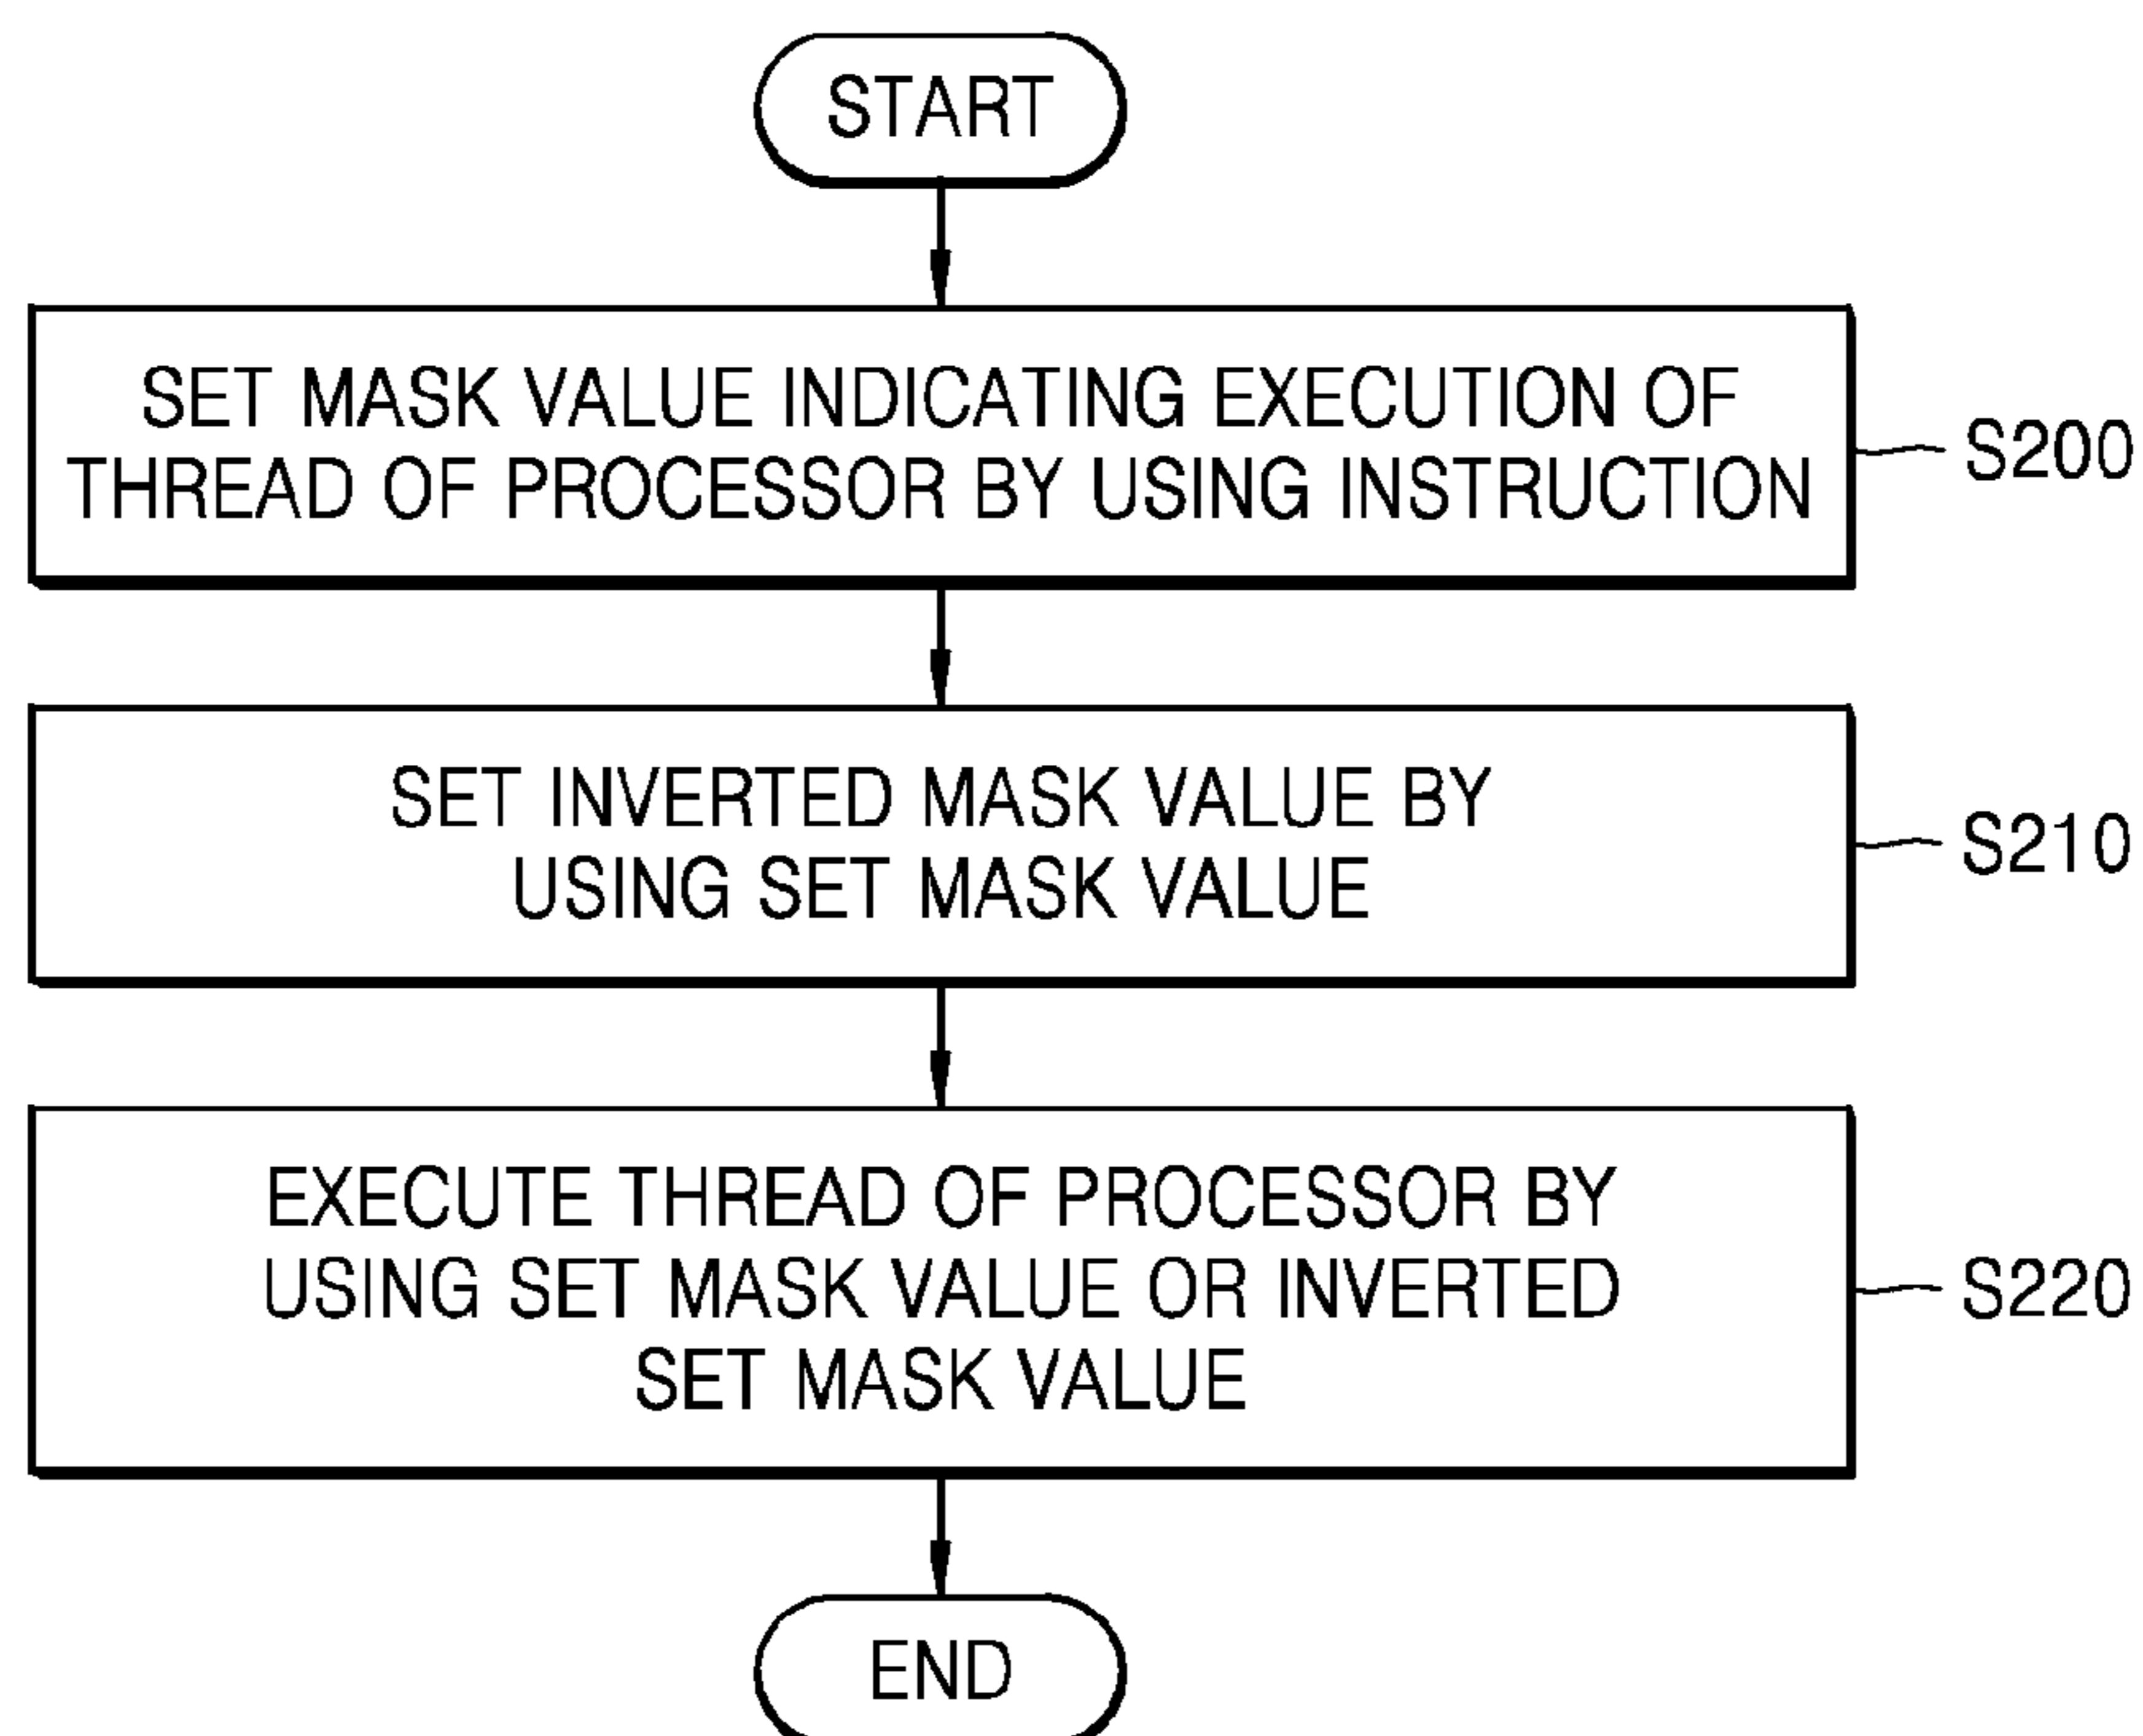 START
SET MASK VALUE INDICATING EXECUTION OF
THREAD OF PROCESSOR BY USING INSTRUCTION
S200
SET INVERTED MASK VALUE BY
USING SET MASK VALUE
S210
EXECUTE THREAD OF PROCESSOR BY
USING SET MASK VALUE OR INVERTED
SET MASK VALUE
S220
END